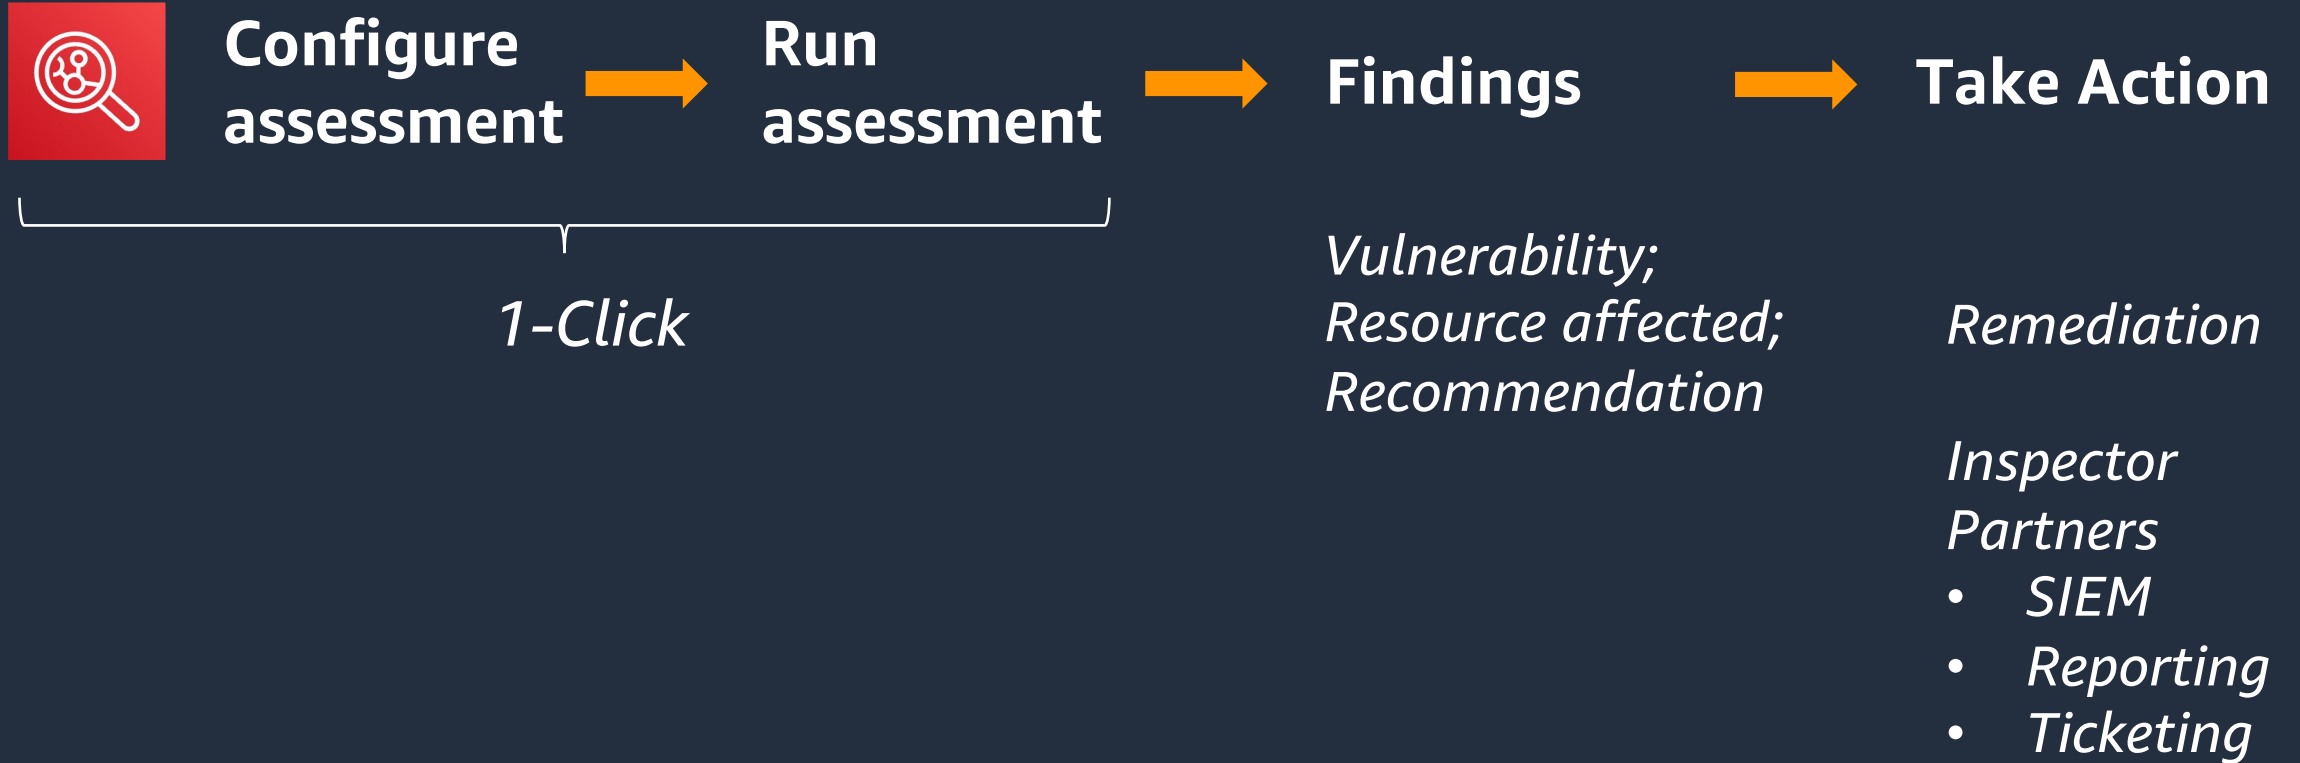 Configure
assessment
Run
assessment
Findings
Take Action
1-Click
Vulnerability;
Resource affected;
Recommendation
Remediation
Inspector
Partners
• SIEM
• Reporting
• Ticketing